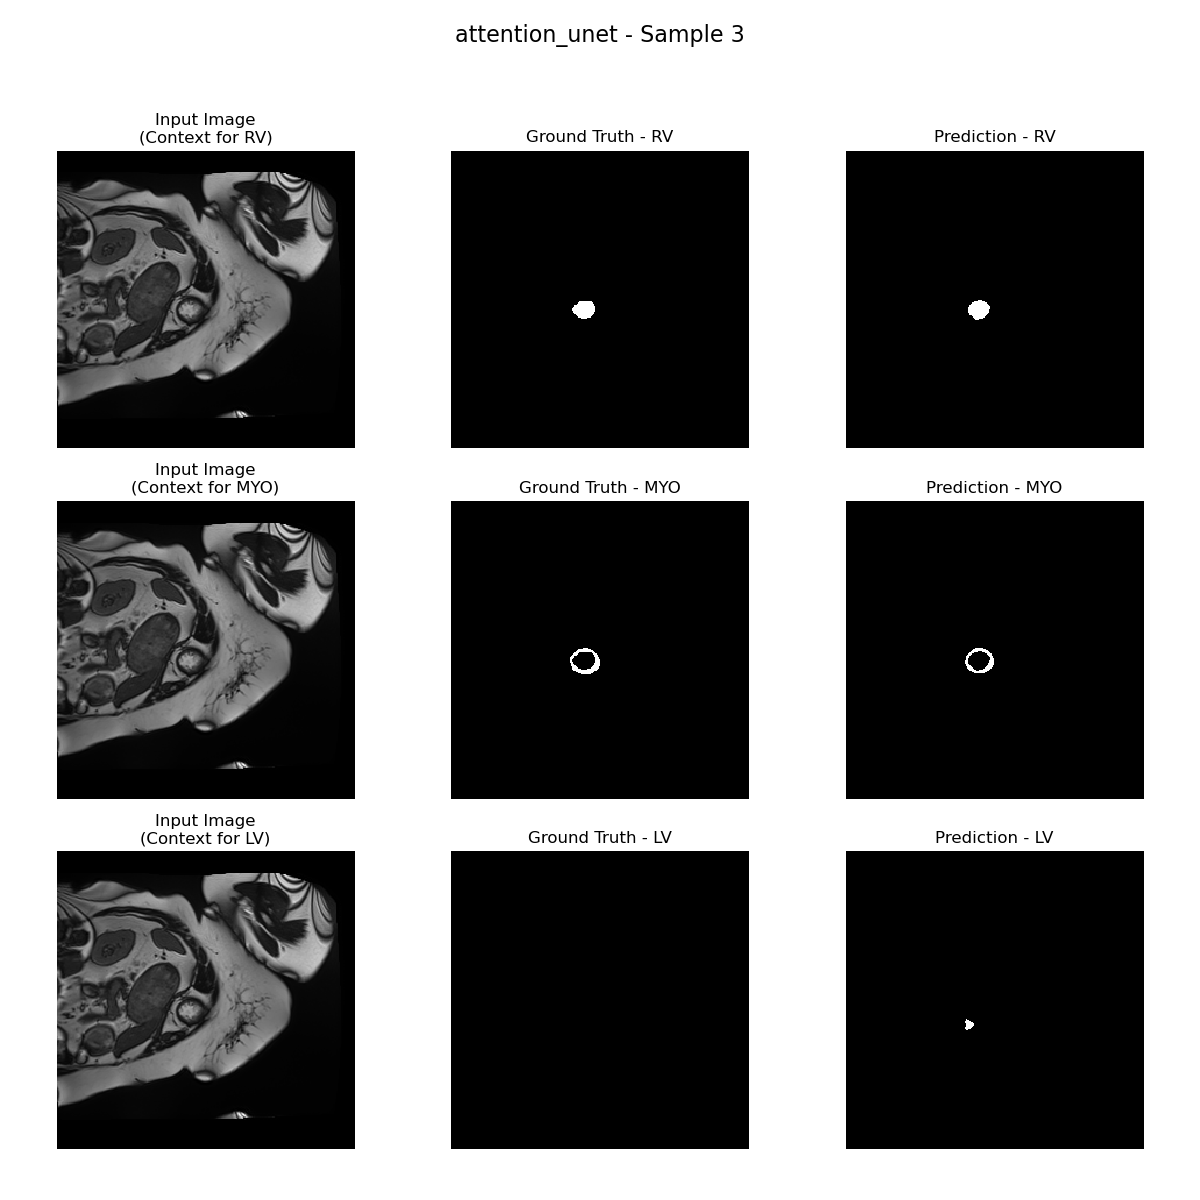 attention_unet - Sample 3
Input Image
(Context for RV)
Ground Truth - RV
Prediction - RV
Input Image
(Context for MYO)
Ground Truth - MYO
Prediction - MYO
Input Image
(Context for LV)
Ground Truth - LV
Prediction - LV